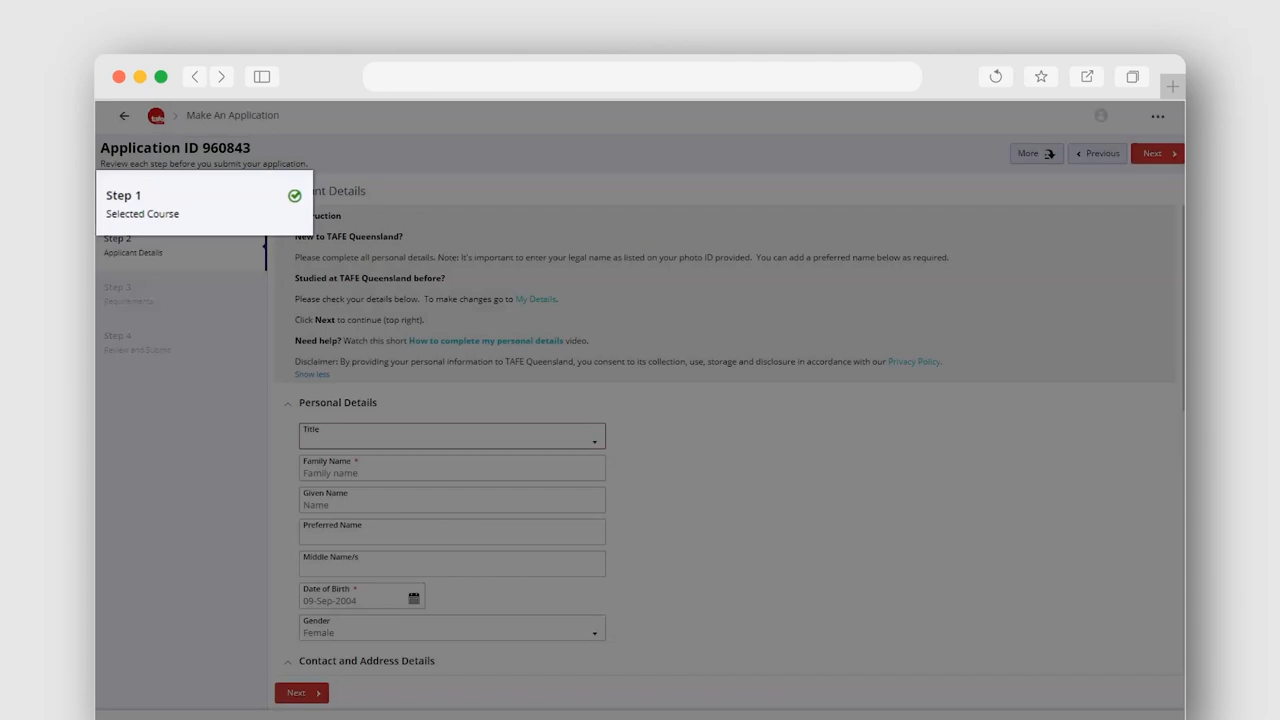 Make An Application
Application ID 960843
Review each step before you submit your application.
More
Previous
Next
Step 1
Selected Course
Step 2
Applicant Details
Step 3
Requirements
Step 4
Review and Submit
nt Details
ruction
New to TAFE Queensland?
Please complete all personal details. Note: It's important to enter your legal name as listed on your photo ID provided. You can add a preferred name below as required.
Studied at TAFE Queensland before?
Please check your details below. To make changes go to My Details.
Click Next to continue (top right).
Need help? Watch this short How to complete my personal details video.
Disclaimer: By providing your personal information to TAFE Queensland, you consent to its collection, use, storage and disclosure in accordance with our Privacy Policy.
Show less
Personal Details
Title
Family Name *
Family name
Given Name
Name
Preferred Name
Middle Name/s
Date of Birth *
09-Sep-2004
Gender
Female
Contact and Address Details
Next